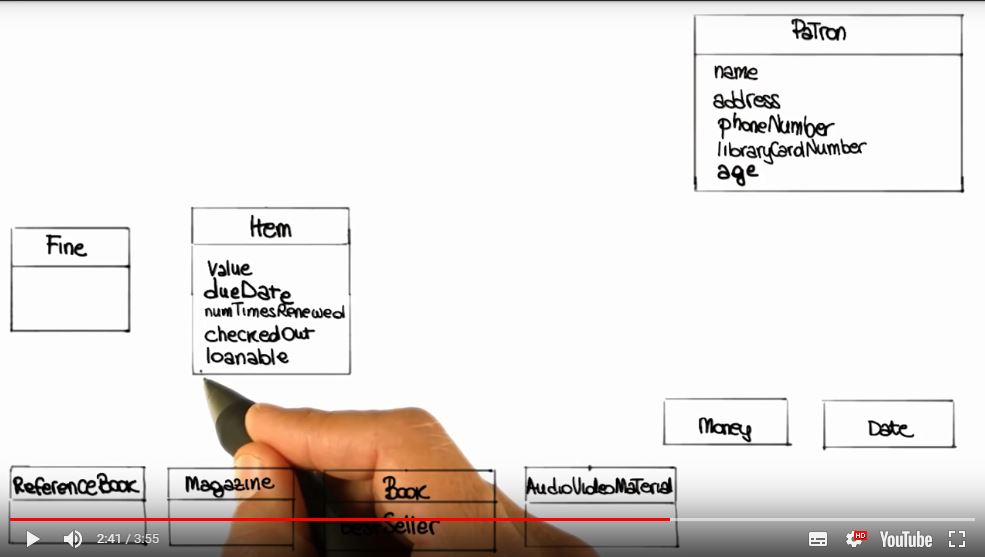 Patron
name
address
phoneNumber
libraryCardNumber
age
Item
Value
dueDate
numTimesRenewed
checkedOut
loanable
Fine
Money
Date
ReferenceBook
Magazine
Book
bestSeller
AudioVideoMaterial
2:41 / 3:55
HD
YouTube